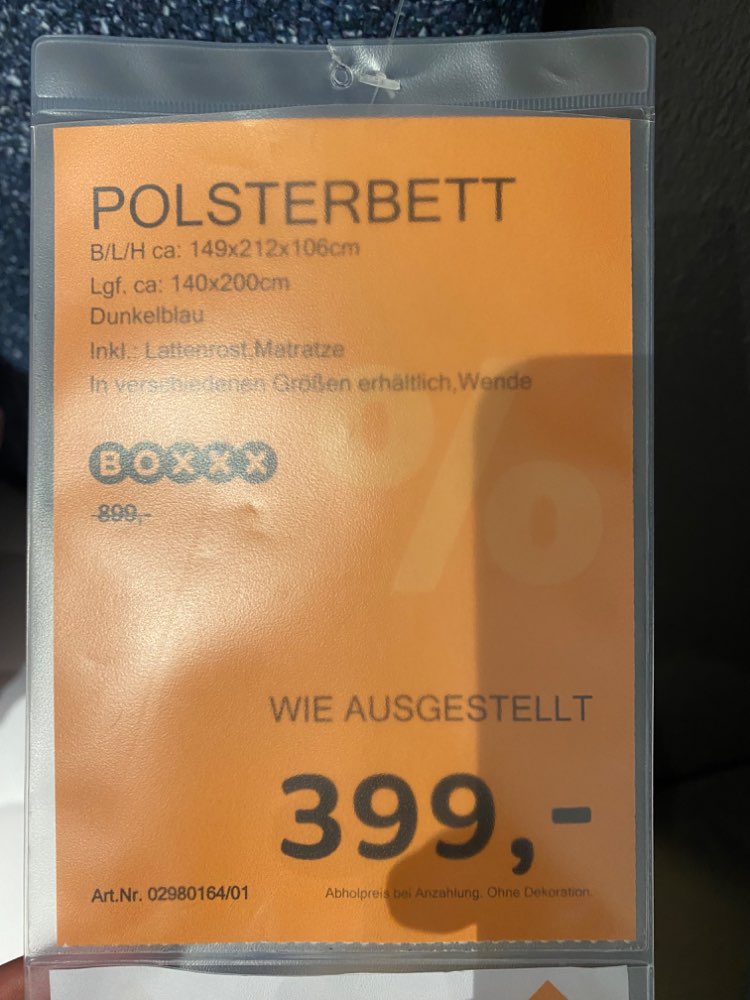 POLSTERBETT
B/L/H ca: 149x212x106cm
Lgf. ca: 140x200cm
Dunkelblau
Inkl.: Lattenrost,Matratze
In verschiedenen Größen erhältlich,Wende
BOXXX
899,-
%
WIE AUSGESTELLT
399,-
Art.Nr. 02980164/01
Abholpreis bei Anzahlung. Ohne Dekoration.